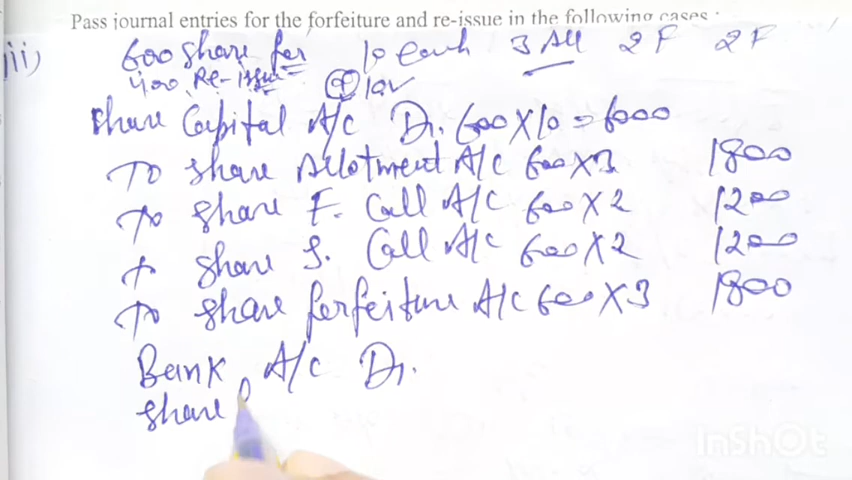 Pass journal entries for the forfeiture and re-issue in the following cases :
iii) 600 share for 10 each 3 All 2 F 2 F
400 Re-issue @ 10
Share Capital A/C Dr. 600 X 10 = 6000
To share Allotment A/C 600 X 3 1800
To share F. Call A/C 600 X 2 1200
To share S. Call A/C 600 X 2 1200
To share forfeiture A/C 600 X 3 1800
Bank A/C Dr.
share
InShOt